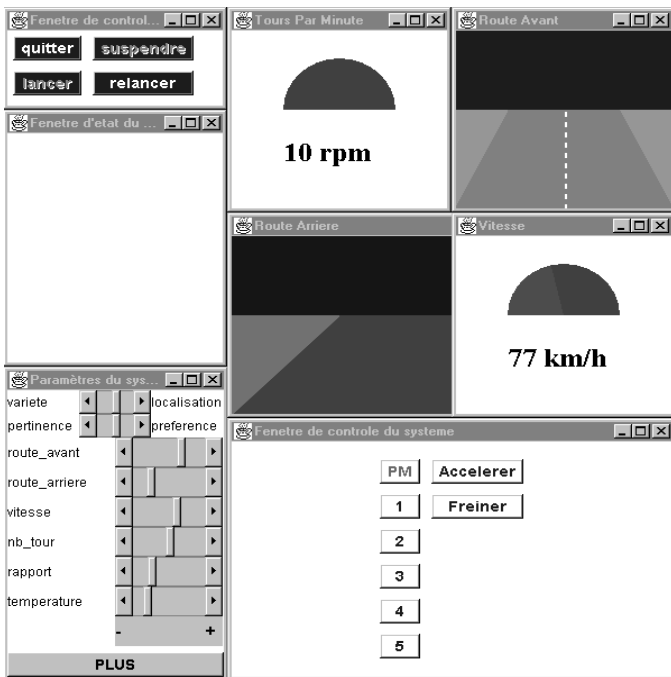 Fenetre de control...
quitter
suspendre
lancer
relancer
Fenetre d'etat du ...
Paramètres du sys...
variete
localisation
pertinence
preference
route_avant
route_arriere
vitesse
nb_tour
rapport
temperature
- +
PLUS
Tours Par Minute
10 rpm
Route Avant
Route Arriere
Vitesse
77 km/h
Fenetre de controle du systeme
PM
Accelerer
1
Freiner
2
3
4
5